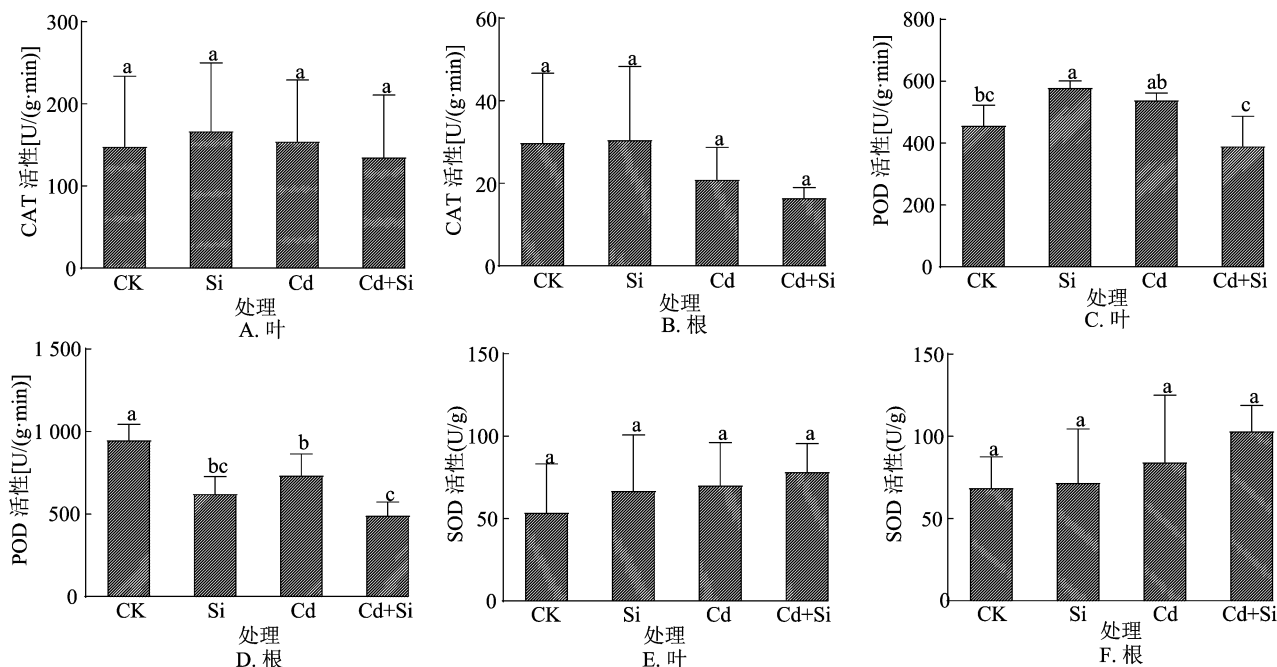 CAT 活性[U/(g·min)]
300
200
100
0
a
a
a
a
CK
Si
Cd
Cd+Si
处理
A. 叶
CAT 活性[U/(g·min)]
60
40
20
0
a
a
a
a
CK
Si
Cd
Cd+Si
处理
B. 根
POD 活性[U/(g·min)]
800
600
400
200
0
bc
a
ab
c
CK
Si
Cd
Cd+Si
处理
C. 叶
POD 活性[U/(g·min)]
1 500
1 000
500
0
a
bc
b
c
CK
Si
Cd
Cd+Si
处理
D. 根
SOD 活性(U/g)
150
100
50
0
a
a
a
a
CK
Si
Cd
Cd+Si
处理
E. 叶
SOD 活性(U/g)
150
100
50
0
a
a
a
a
CK
Si
Cd
Cd+Si
处理
F. 根